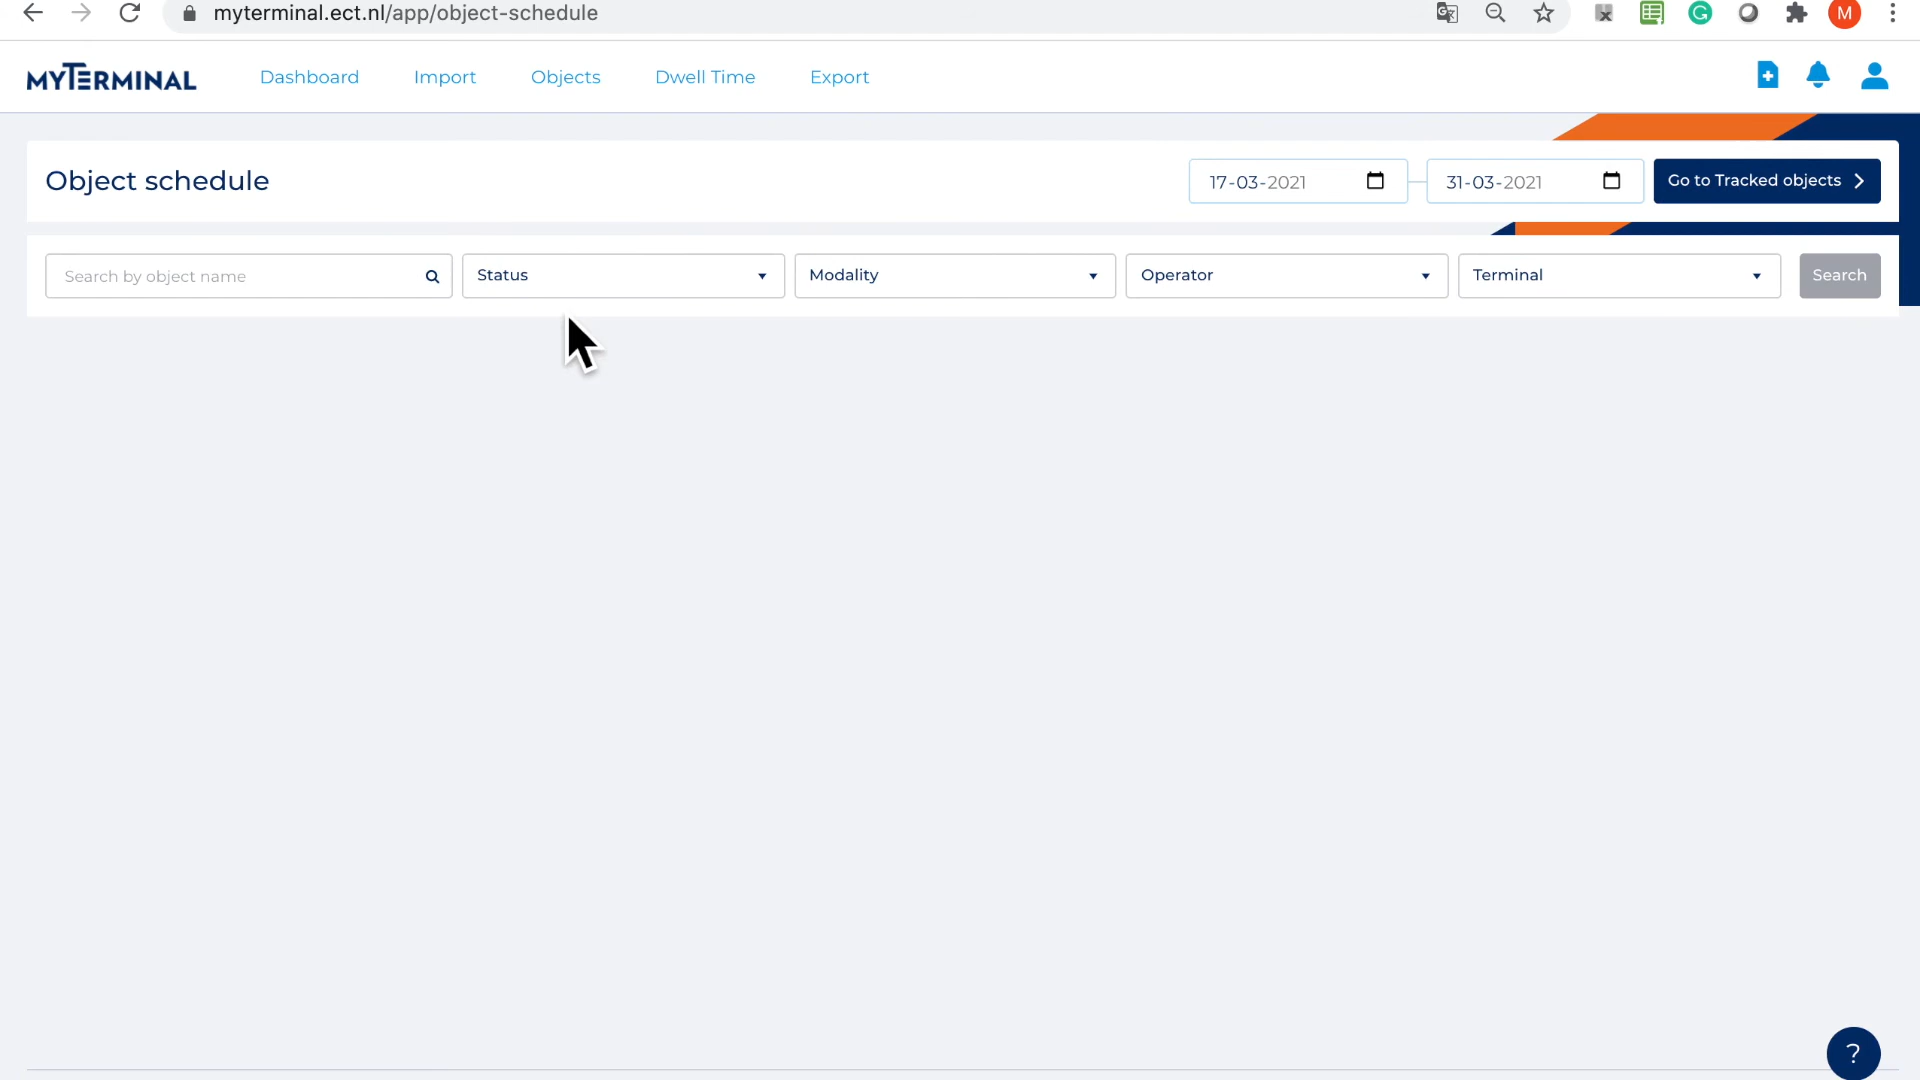 myterminal.ect.nl/app/object-schedule
M
MYTERMINAL
Dashboard
Import
Objects
Dwell Time
Export
Object schedule
17-03-2021
31-03-2021
Go to Tracked objects
Search by object name
Status
Modality
Operator
Terminal
Search
?